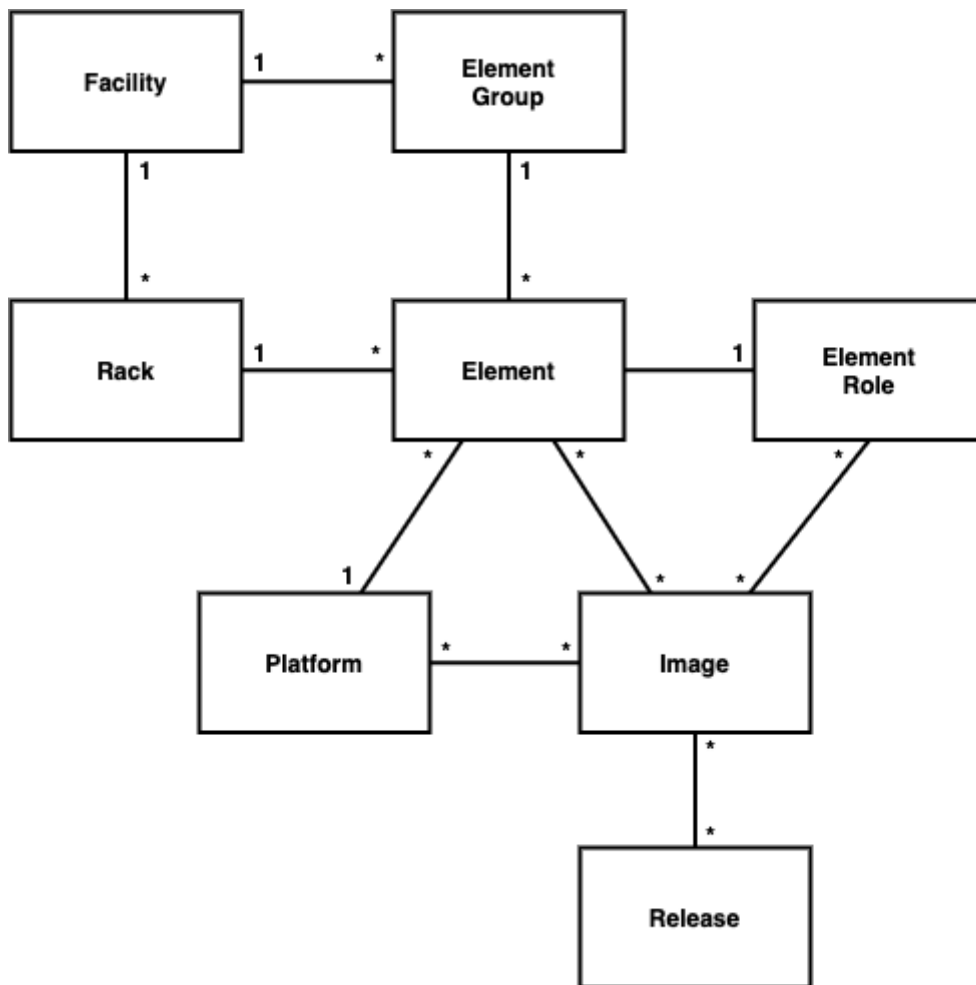 Facility
1 *
Element
Group
1
1
*
*
Rack
1 *
Element
1
Element
Role
*
*
*
1
*
*
Platform
* *
Image
*
*
Release